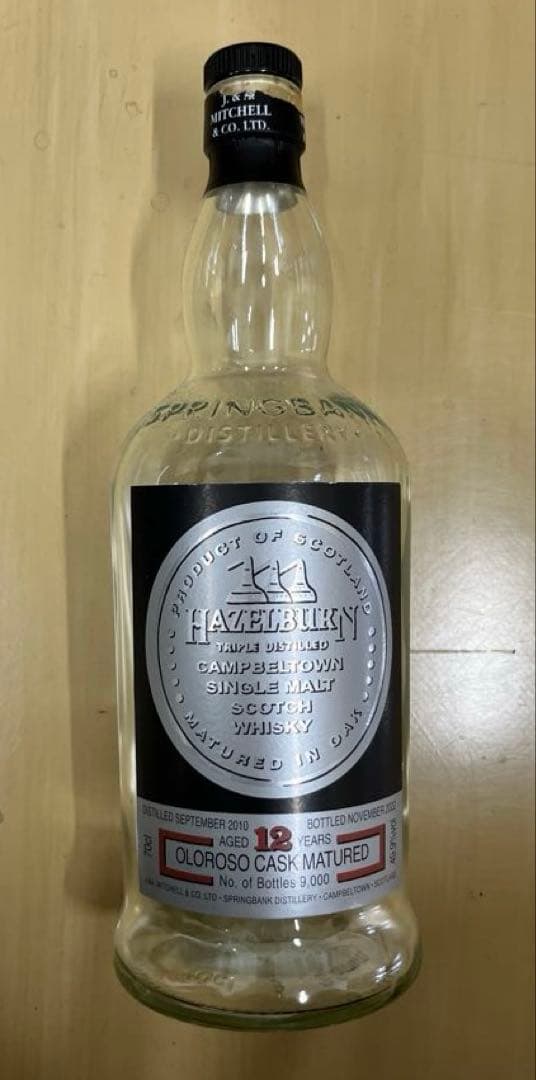 J. & A.
MITCHELL
& CO. LTD.
SPRINGBANK
· DISTILLERY ·
PRODUCT OF SCOTLAND
HAZELBURN
TRIPLE DISTILLED
CAMPBELTOWN
SINGLE MALT
SCOTCH
WHISKY
MATURED IN OAK
DISTILLED SEPTEMBER 2010 BOTTLED NOVEMBER 2022
70cl
AGED 12 YEARS
OLOROSO CASK MATURED
No. of Bottles 9,000
J.&A. MITCHELL & CO. LTD · SPRINGBANK DISTILLERY · CAMPBELTOWN · SCOTLAND